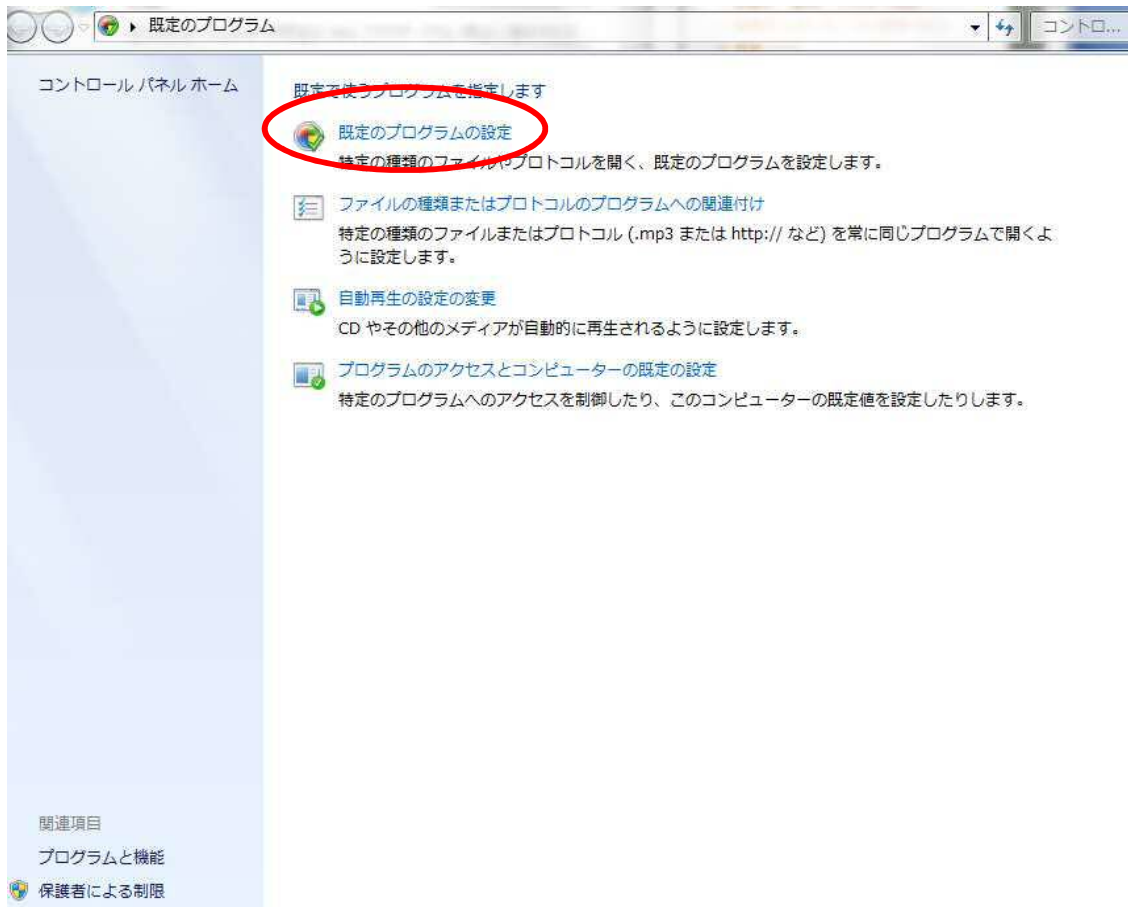 既定のプログラム
コントロ...
コントロール パネル ホーム
既定で使うプログラムを指定します
既定のプログラムの設定
特定の種類のファイルやプロトコルを開く、既定のプログラムを設定します。
ファイルの種類またはプロトコルのプログラムへの関連付け
特定の種類のファイルまたはプロトコル (.mp3 または http:// など) を常に同じプログラムで開くよ
うに設定します。
自動再生の設定の変更
CD やその他のメディアが自動的に再生されるように設定します。
プログラムのアクセスとコンピューターの既定の設定
特定のプログラムへのアクセスを制御したり、このコンピューターの既定値を設定したりします。
関連項目
プログラムと機能
保護者による制限